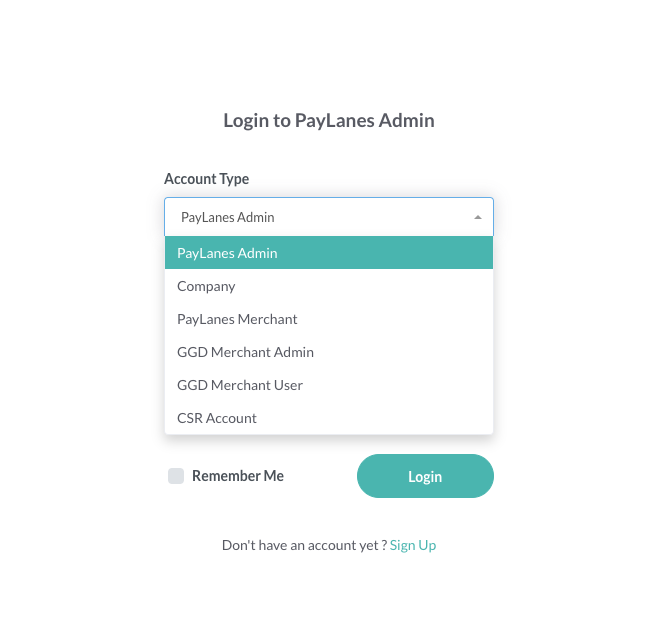 Login to PayLanes Admin
Account Type
PayLanes Admin
PayLanes Admin
Company
PayLanes Merchant
GGD Merchant Admin
GGD Merchant User
CSR Account
Remember Me
Login
Don't have an account yet ? Sign Up